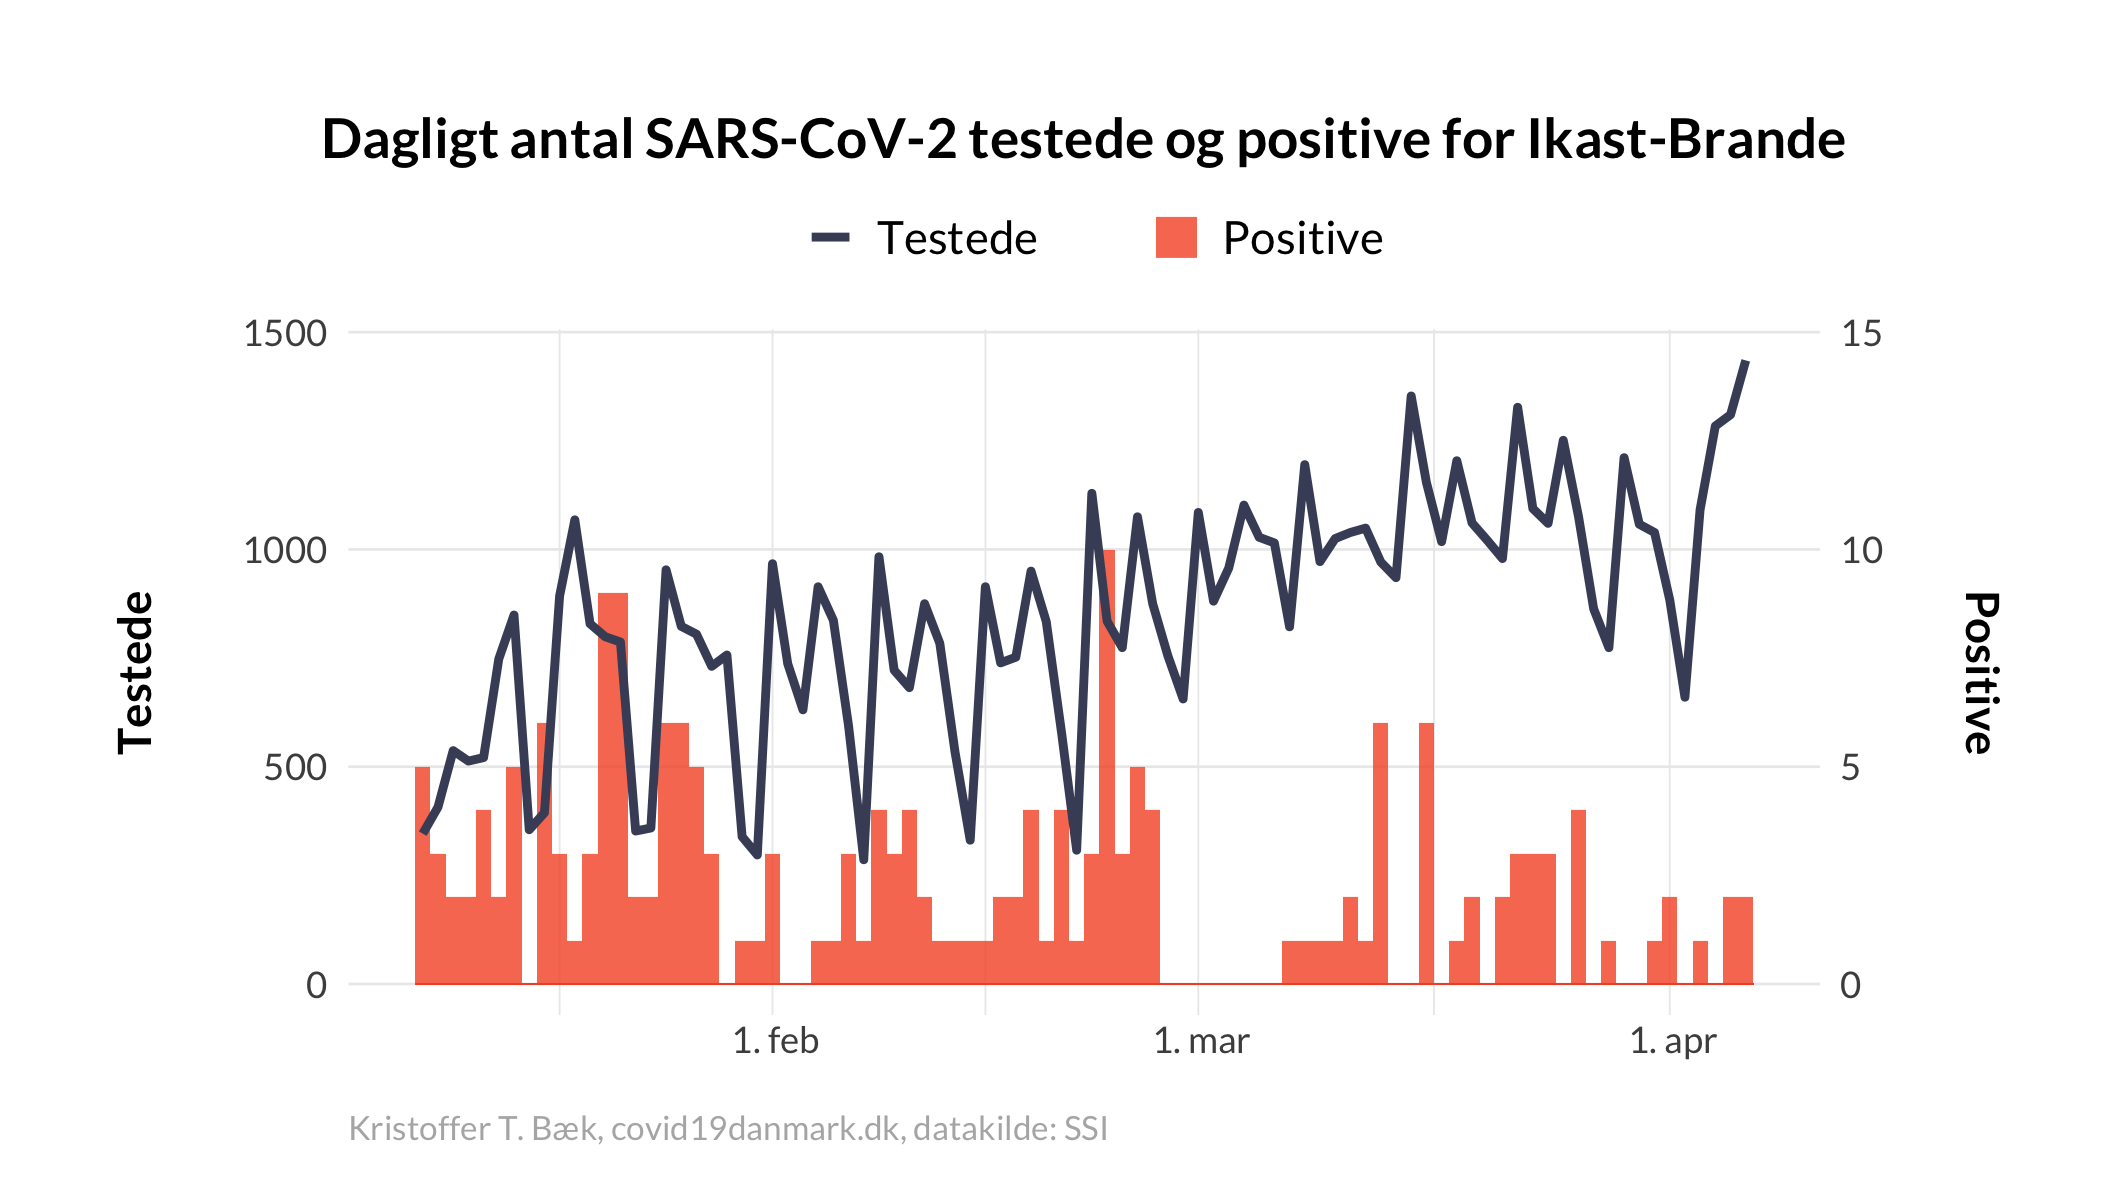 Dagligt antal SARS-CoV-2 testede og positive for Ikast-Brande
Testede Positive
1500 15
1000 10
500 5
0 0
Testede
Positive
1. feb 1. mar 1. apr
Kristoffer T. Bæk, covid19danmark.dk, datakilde: SSI